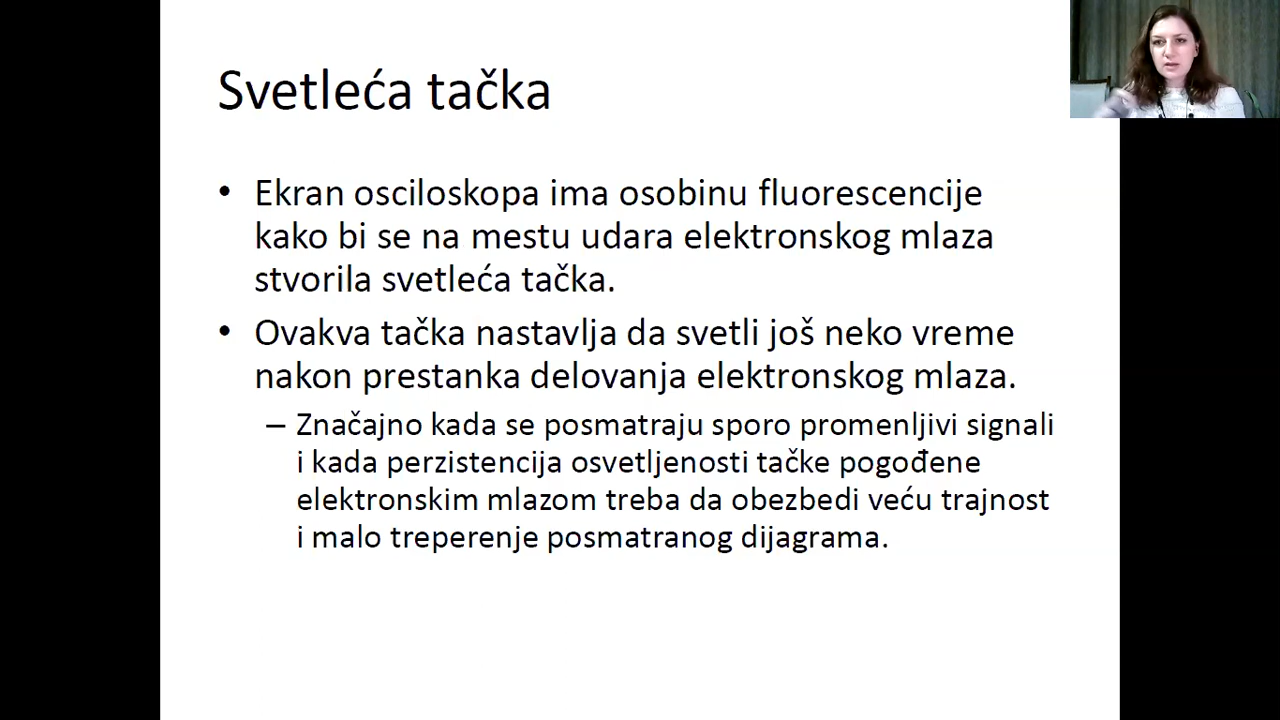 Svetleća tačka
• Ekran osciloskopa ima osobinu fluorescencije
kako bi se na mestu udara elektronskog mlaza
stvorila svetleća tačka.
• Ovakva tačka nastavlja da svetli još neko vreme
nakon prestanka delovanja elektronskog mlaza.
– Značajno kada se posmatraju sporo promenljivi signali
i kada perzistencija osvetljenosti tačke pogođene
elektronskim mlazom treba da obezbedi veću trajnost
i malo treperenje posmatranog dijagrama.